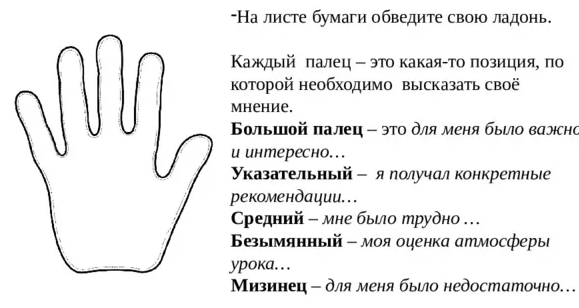 -На листе бумаги обведите свою ладонь.
Каждый палец – это какая-то позиция, по
которой необходимо высказать своё
мнение.
Большой палец – это для меня было важно
и интересно…
Указательный – я получал конкретные
рекомендации…
Средний – мне было трудно …
Безымянный – моя оценка атмосферы
урока…
Мизинец – для меня было недостаточно…